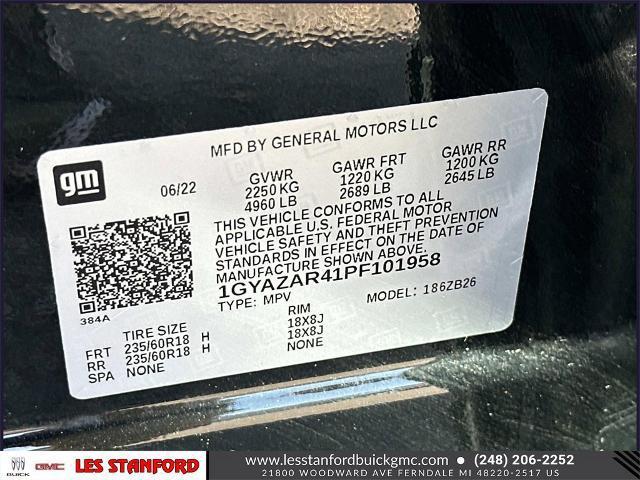 MFD BY GENERAL MOTORS LLC
gm
06/22
GVWR GAWR FRT GAWR RR
2250 KG 1220 KG 1200 KG
4960 LB 2689 LB 2645 LB
THIS VEHICLE CONFORMS TO ALL
APPLICABLE U.S. FEDERAL MOTOR
VEHICLE SAFETY AND THEFT PREVENTION
STANDARDS IN EFFECT ON THE DATE OF
MANUFACTURE SHOWN ABOVE.
1GYAZAR41PF101958
TYPE: MPV MODEL: 186ZB26
384A
TIRE SIZE RIM
FRT 235/60R18 H 18X8J
RR 235/60R18 H 18X8J
SPA NONE NONE
BUICK GMC LES STANFORD
www.lesstanfordbuickgmc.com • (248) 206-2252
21800 WOODWARD AVE FERNDALE MI 48220-2517 US